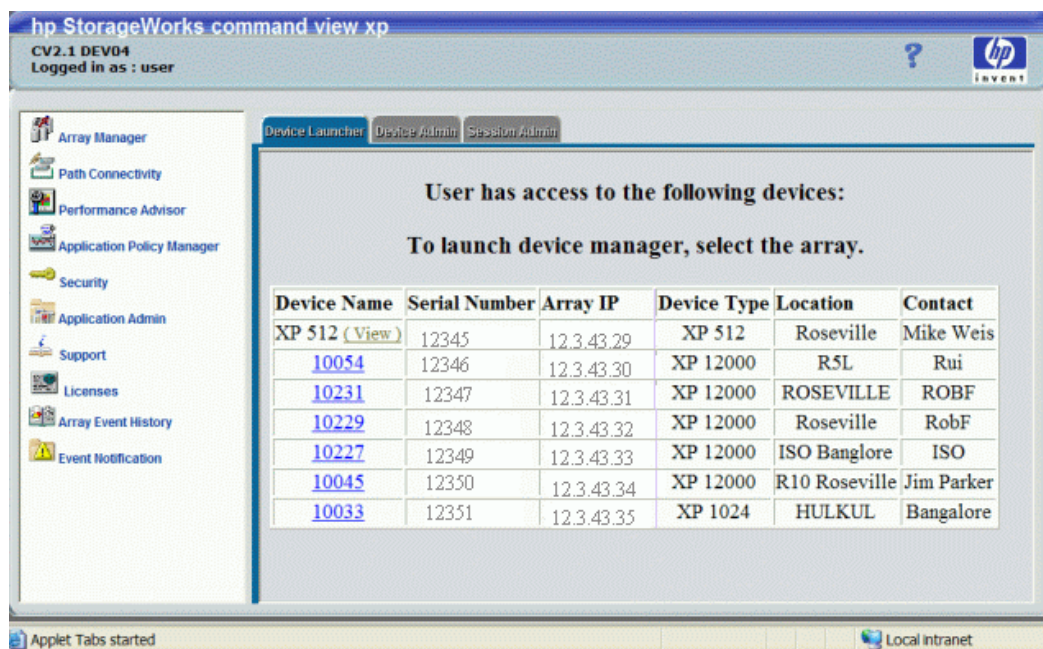 hp StorageWorks command view xp
CV2.1 DEV04
Logged in as : user
?
hp
invent
Array Manager
Path Connectivity
Performance Advisor
Application Policy Manager
Security
Application Admin
Support
Licenses
Array Event History
Event Notification
Device Launcher Device Admin Session Admin
User has access to the following devices:
To launch device manager, select the array.
Device Name Serial Number Array IP Device Type Location Contact
XP 512 ( View ) 12345 12.3.43.29 XP 512 Roseville Mike Weis
10054 12346 12.3.43.30 XP 12000 R5L Rui
10231 12347 12.3.43.31 XP 12000 ROSEVILLE ROBF
10229 12348 12.3.43.32 XP 12000 Roseville RobF
10227 12349 12.3.43.33 XP 12000 ISO Banglore ISO
10045 12350 12.3.43.34 XP 12000 R10 Roseville Jim Parker
10033 12351 12.3.43.35 XP 1024 HULKUL Bangalore
Applet Tabs started Local intranet